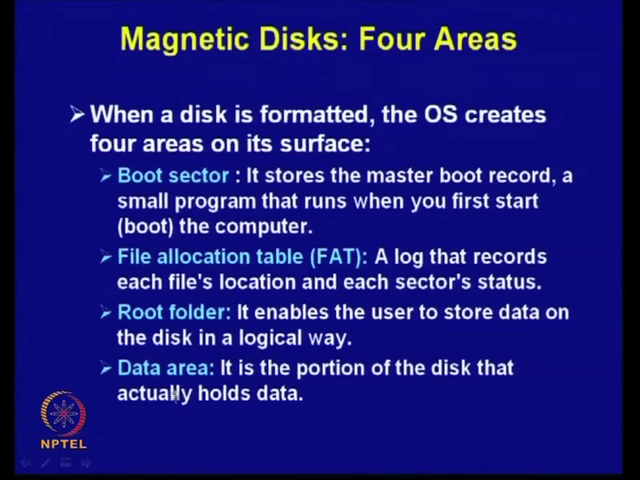 Magnetic Disks: Four Areas
When a disk is formatted, the OS creates
four areas on its surface:
Boot sector : It stores the master boot record, a
small program that runs when you first start
(boot) the computer.
File allocation table (FAT): A log that records
each file's location and each sector's status.
Root folder: It enables the user to store data on
the disk in a logical way.
Data area: It is the portion of the disk that
actually holds data.
NPTEL